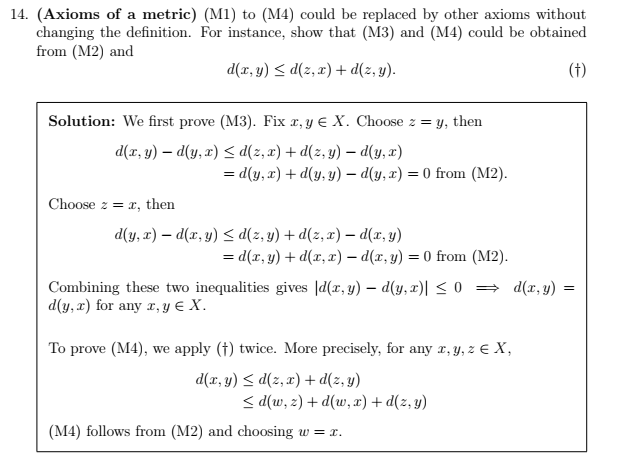 14. (Axioms of a metric) (M1) to (M4) could be replaced by other axioms without
changing the definition. For instance, show that (M3) and (M4) could be obtained
from (M2) and
d(x, y) ≤ d(z, x) + d(z, y). (†)
Solution: We first prove (M3). Fix x, y ∈ X. Choose z = y, then
d(x, y) − d(y, x) ≤ d(z, x) + d(z, y) − d(y, x)
= d(y, x) + d(y, y) − d(y, x) = 0 from (M2).
Choose z = x, then
d(y, x) − d(x, y) ≤ d(z, y) + d(z, x) − d(x, y)
= d(x, y) + d(x, x) − d(x, y) = 0 from (M2).
Combining these two inequalities gives |d(x, y) − d(y, x)| ≤ 0 ⟹ d(x, y) =
d(y, x) for any x, y ∈ X.
To prove (M4), we apply (†) twice. More precisely, for any x, y, z ∈ X,
d(x, y) ≤ d(z, x) + d(z, y)
≤ d(w, z) + d(w, x) + d(z, y)
(M4) follows from (M2) and choosing w = x.